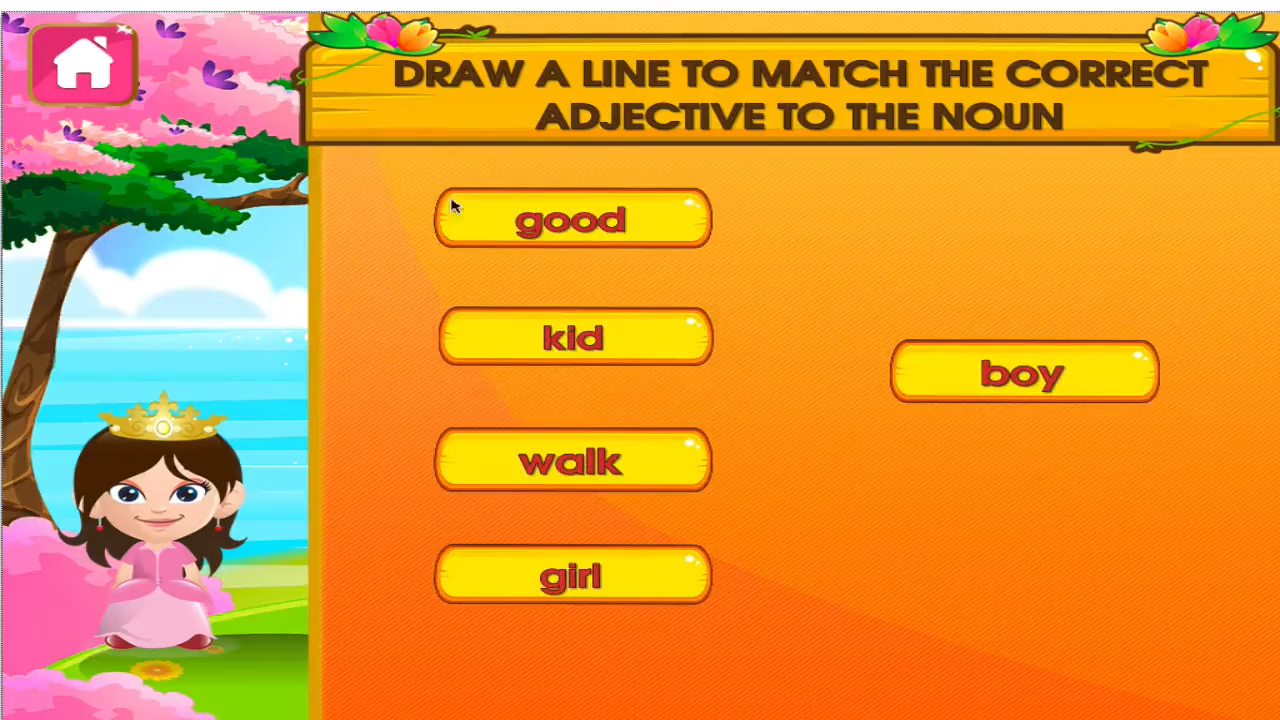 DRAW A LINE TO MATCH THE CORRECT
ADJECTIVE TO THE NOUN
good
kid
boy
walk
girl